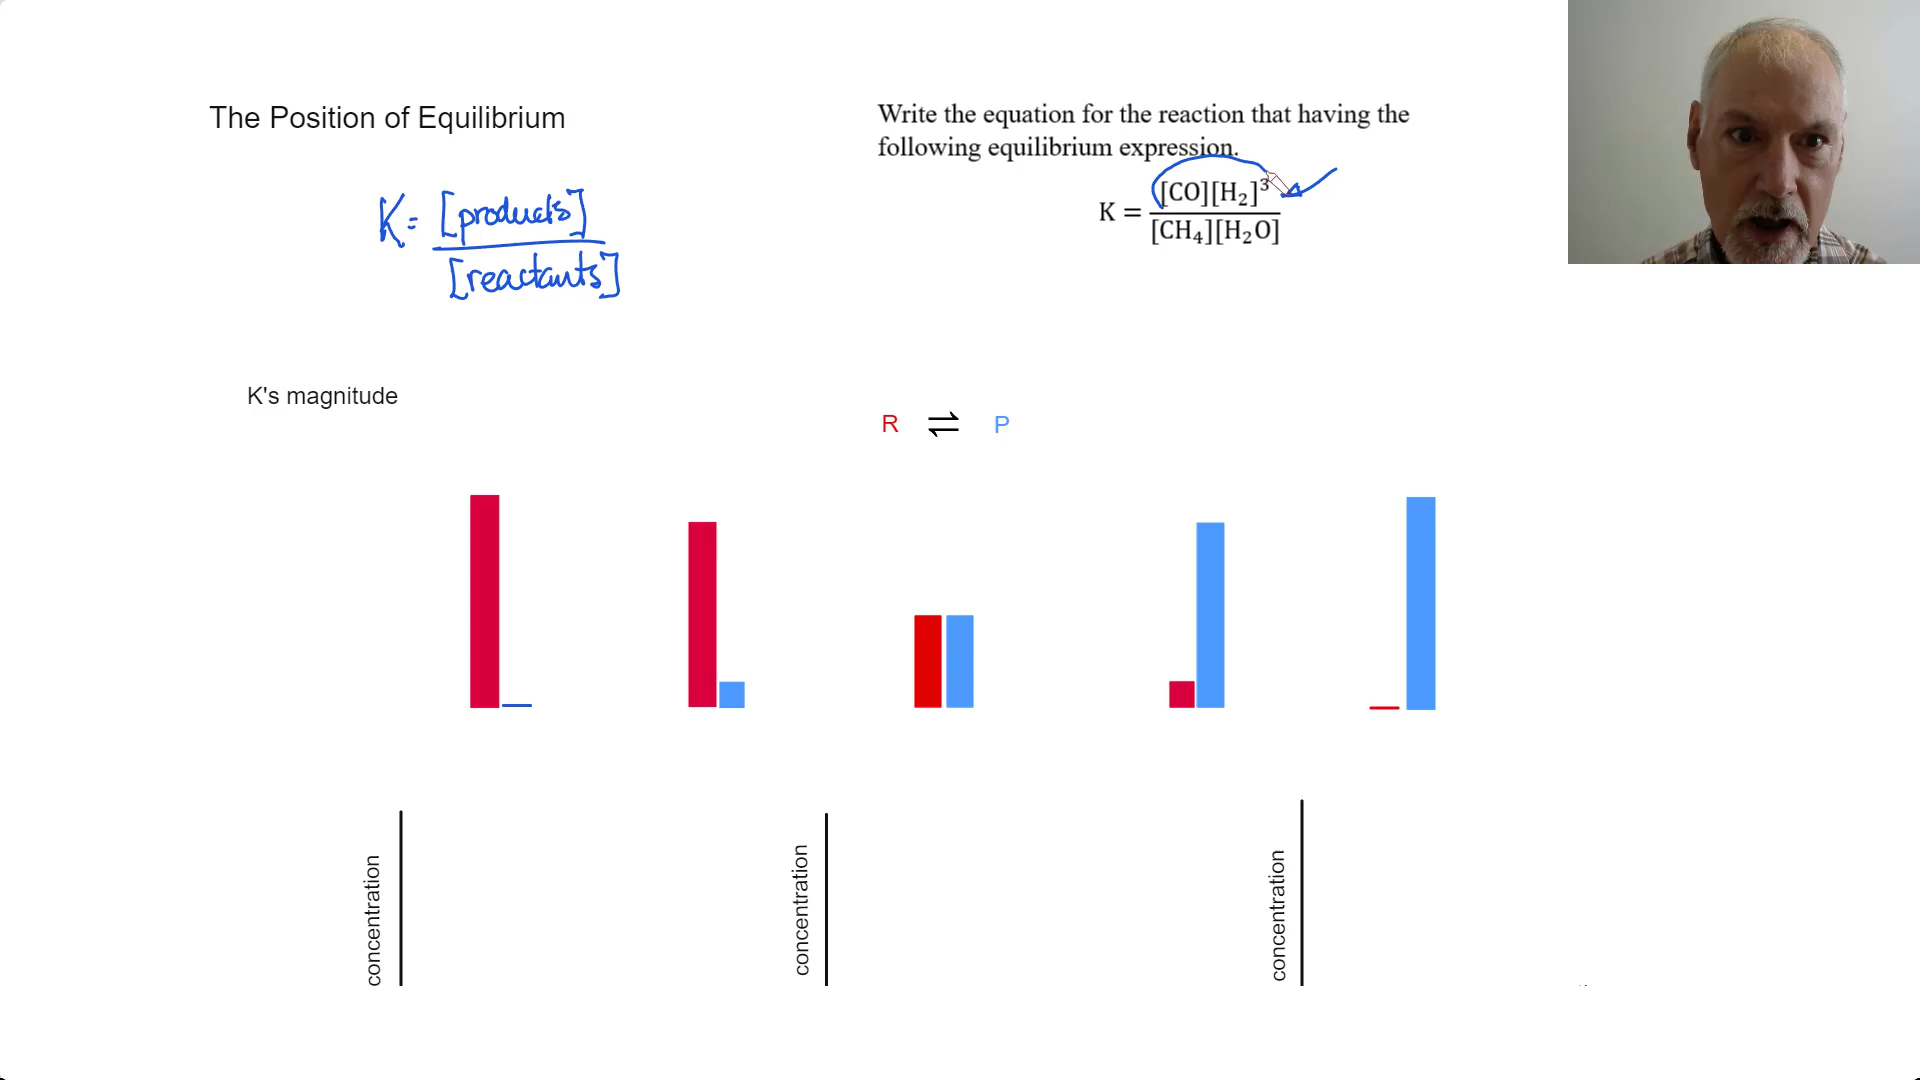 The Position of Equilibrium
K = [products]
[reactants]
Write the equation for the reaction that having the
following equilibrium expression.
K = [CO][H₂]³
[CH₄][H₂O]
K's magnitude
R ⇌ P
concentration
concentration
concentration